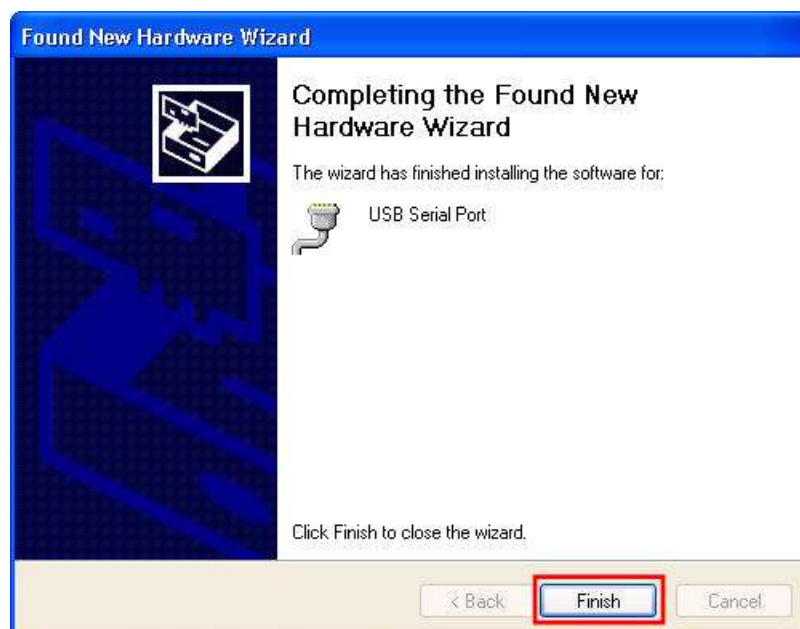 Found New Hardware Wizard
Completing the Found New
Hardware Wizard
The wizard has finished installing the software for:
USB Serial Port
Click Finish to close the wizard.
< Back
Finish
Cancel